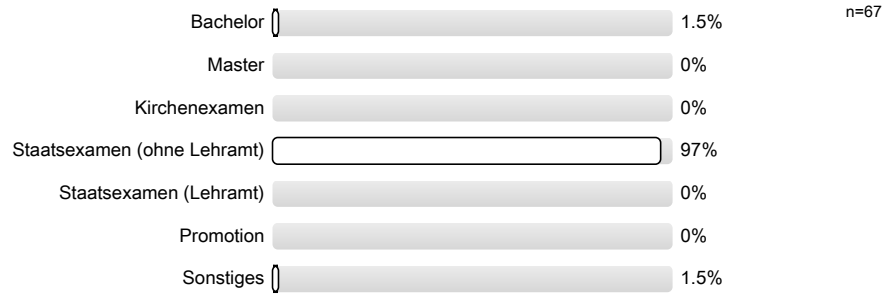 n=67
Bachelor 1.5%
Master 0%
Kirchenexamen 0%
Staatsexamen (ohne Lehramt) 97%
Staatsexamen (Lehramt) 0%
Promotion 0%
Sonstiges 1.5%